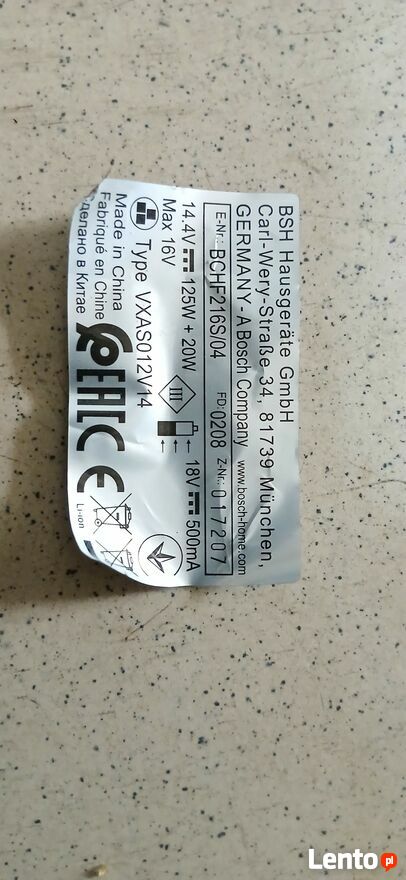 BSH Hausgeräte GmbH
Carl-Wery-Straße 34, 81739 München,
GERMANY - A Bosch Company www.bosch-home.com
E-Nr.: BCHF216S/04 FD: 0208 Z-Nr.: 017207
14.4V 125W + 20W 18V 500mA
Max 16V
III
Type VXAS012V14
Made in China
Fabriqué en Chine
Сделано в Китае
EAC CE
Li-ion
Lento.pl